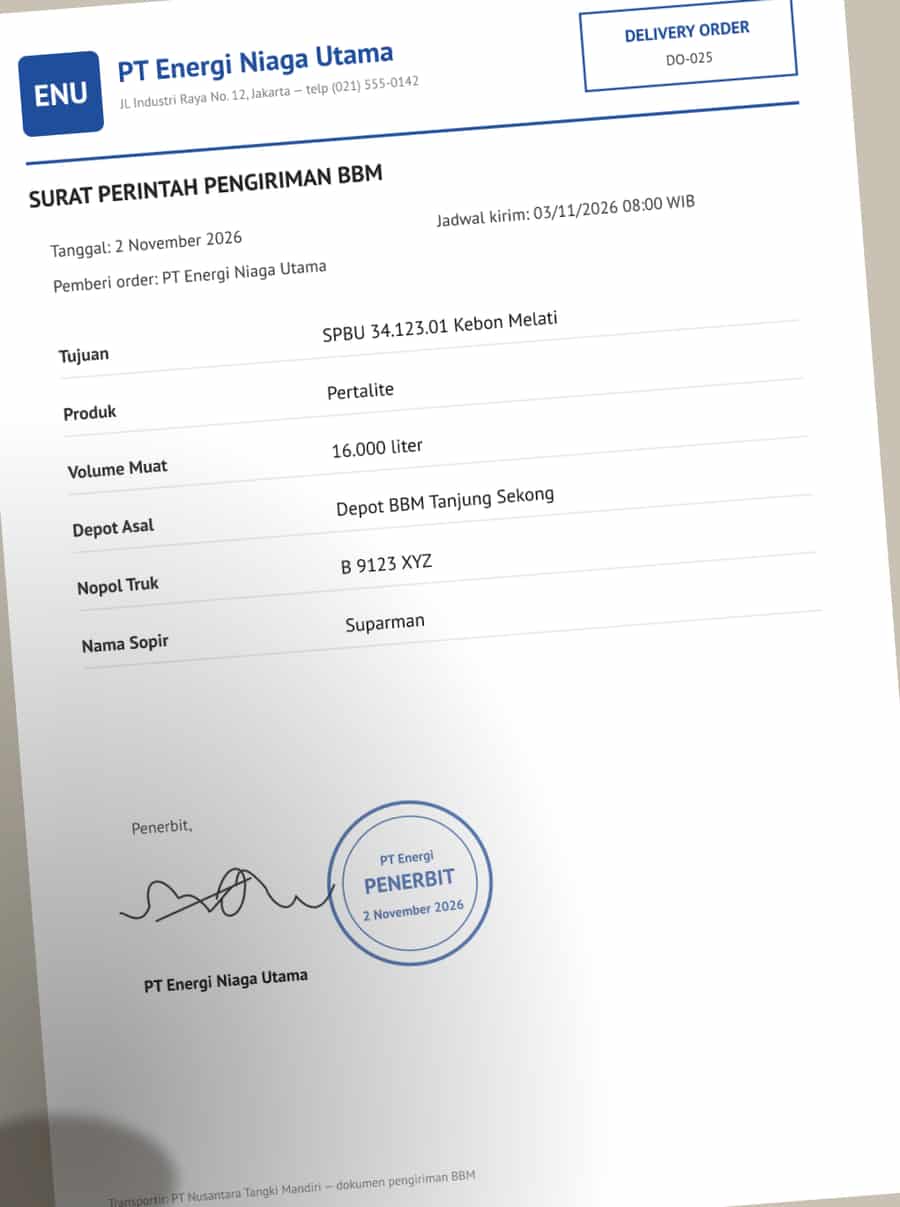 ENU
PT Energi Niaga Utama
Jl. Industri Raya No. 12, Jakarta — telp (021) 555-0142
DELIVERY ORDER
DO-025
SURAT PERINTAH PENGIRIMAN BBM
Tanggal: 2 November 2026
Jadwal kirim: 03/11/2026 08:00 WIB
Pemberi order: PT Energi Niaga Utama
Tujuan SPBU 34.123.01 Kebon Melati
Produk Pertalite
Volume Muat 16.000 liter
Depot Asal Depot BBM Tanjung Sekong
Nopol Truk B 9123 XYZ
Nama Sopir Suparman
Penerbit,
PT Energi
PENERBIT
2 November 2026
PT Energi Niaga Utama
Transportir: PT Nusantara Tangki Mandiri — dokumen pengiriman BBM